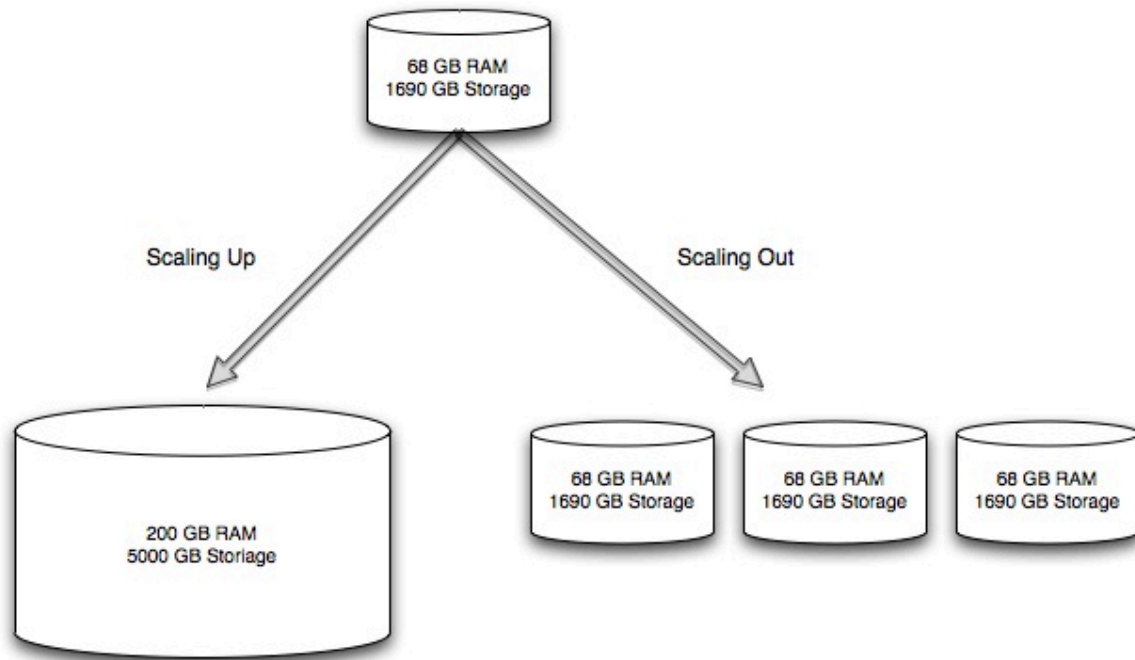 68 GB RAM
1690 GB Storage
Scaling Up
Scaling Out
200 GB RAM
5000 GB Storiage
68 GB RAM
1690 GB Storage
68 GB RAM
1690 GB Storage
68 GB RAM
1690 GB Storage